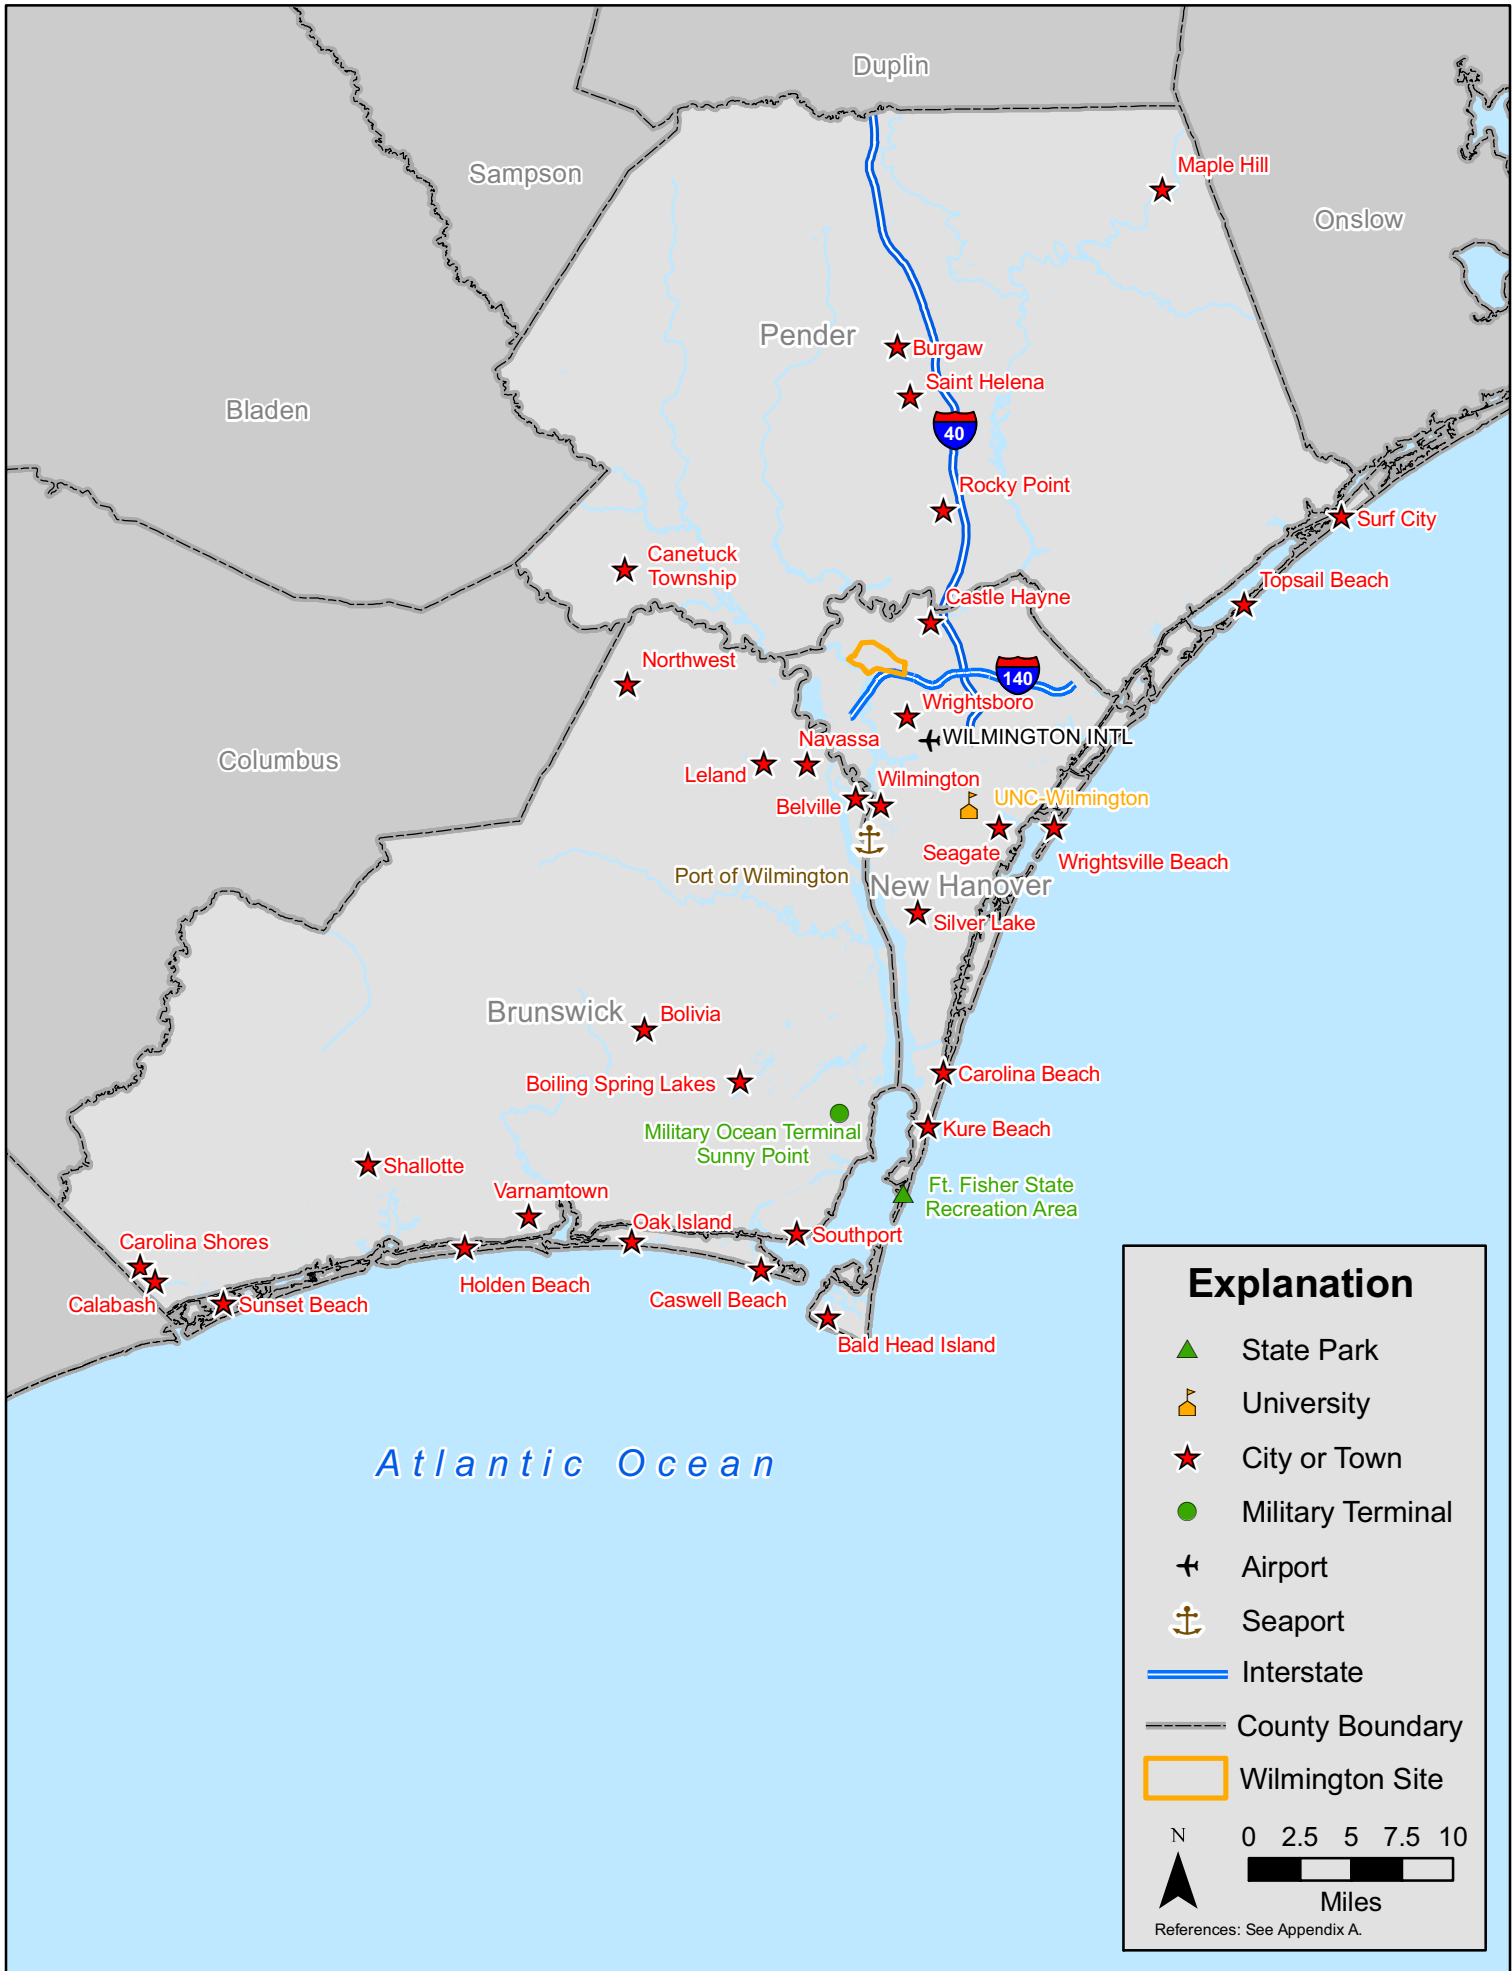 Duplin
Sampson
Maple Hill
Onslow
Pender
Burgaw
Saint Helena
Bladen
40
Rocky Point
Surf City
Canetuck
Township
Topsail Beach
Castle Hayne
Northwest
140
Wrightsboro
WILMINGTON INTL
Navassa
Columbus
Leland
Wilmington
Belville
UNC-Wilmington
Seagate
Wrightsville Beach
Port of Wilmington
New Hanover
Silver Lake
Brunswick
Bolivia
Carolina Beach
Boiling Spring Lakes
Kure Beach
Military Ocean Terminal
Sunny Point
Shallotte
Ft. Fisher State
Recreation Area
Varnamtown
Oak Island
Southport
Carolina Shores
Holden Beach
Caswell Beach
Calabash
Sunset Beach
Bald Head Island
Atlantic Ocean
Explanation
State Park
University
City or Town
Military Terminal
Airport
Seaport
Interstate
County Boundary
Wilmington Site
N
0 2.5 5 7.5 10
Miles
References: See Appendix A.